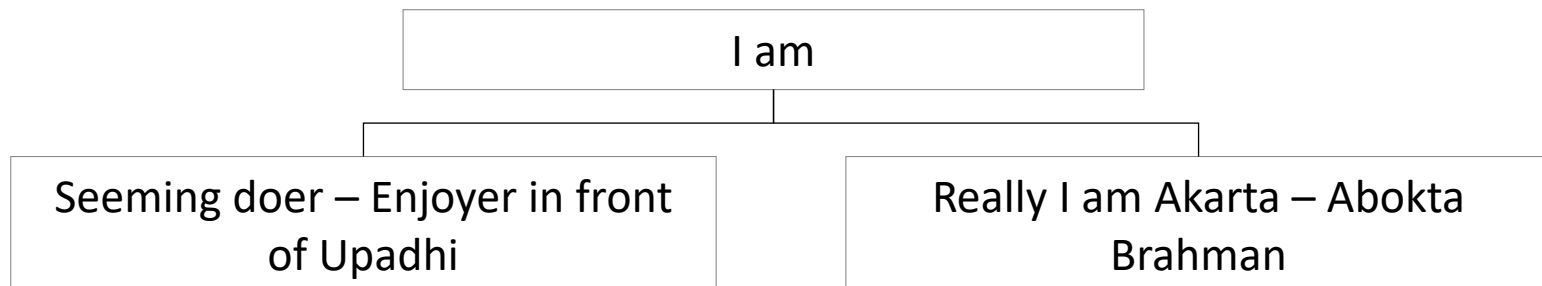 I am
Seeming doer – Enjoyer in front
of Upadhi
Really I am Akarta – Abokta
Brahman